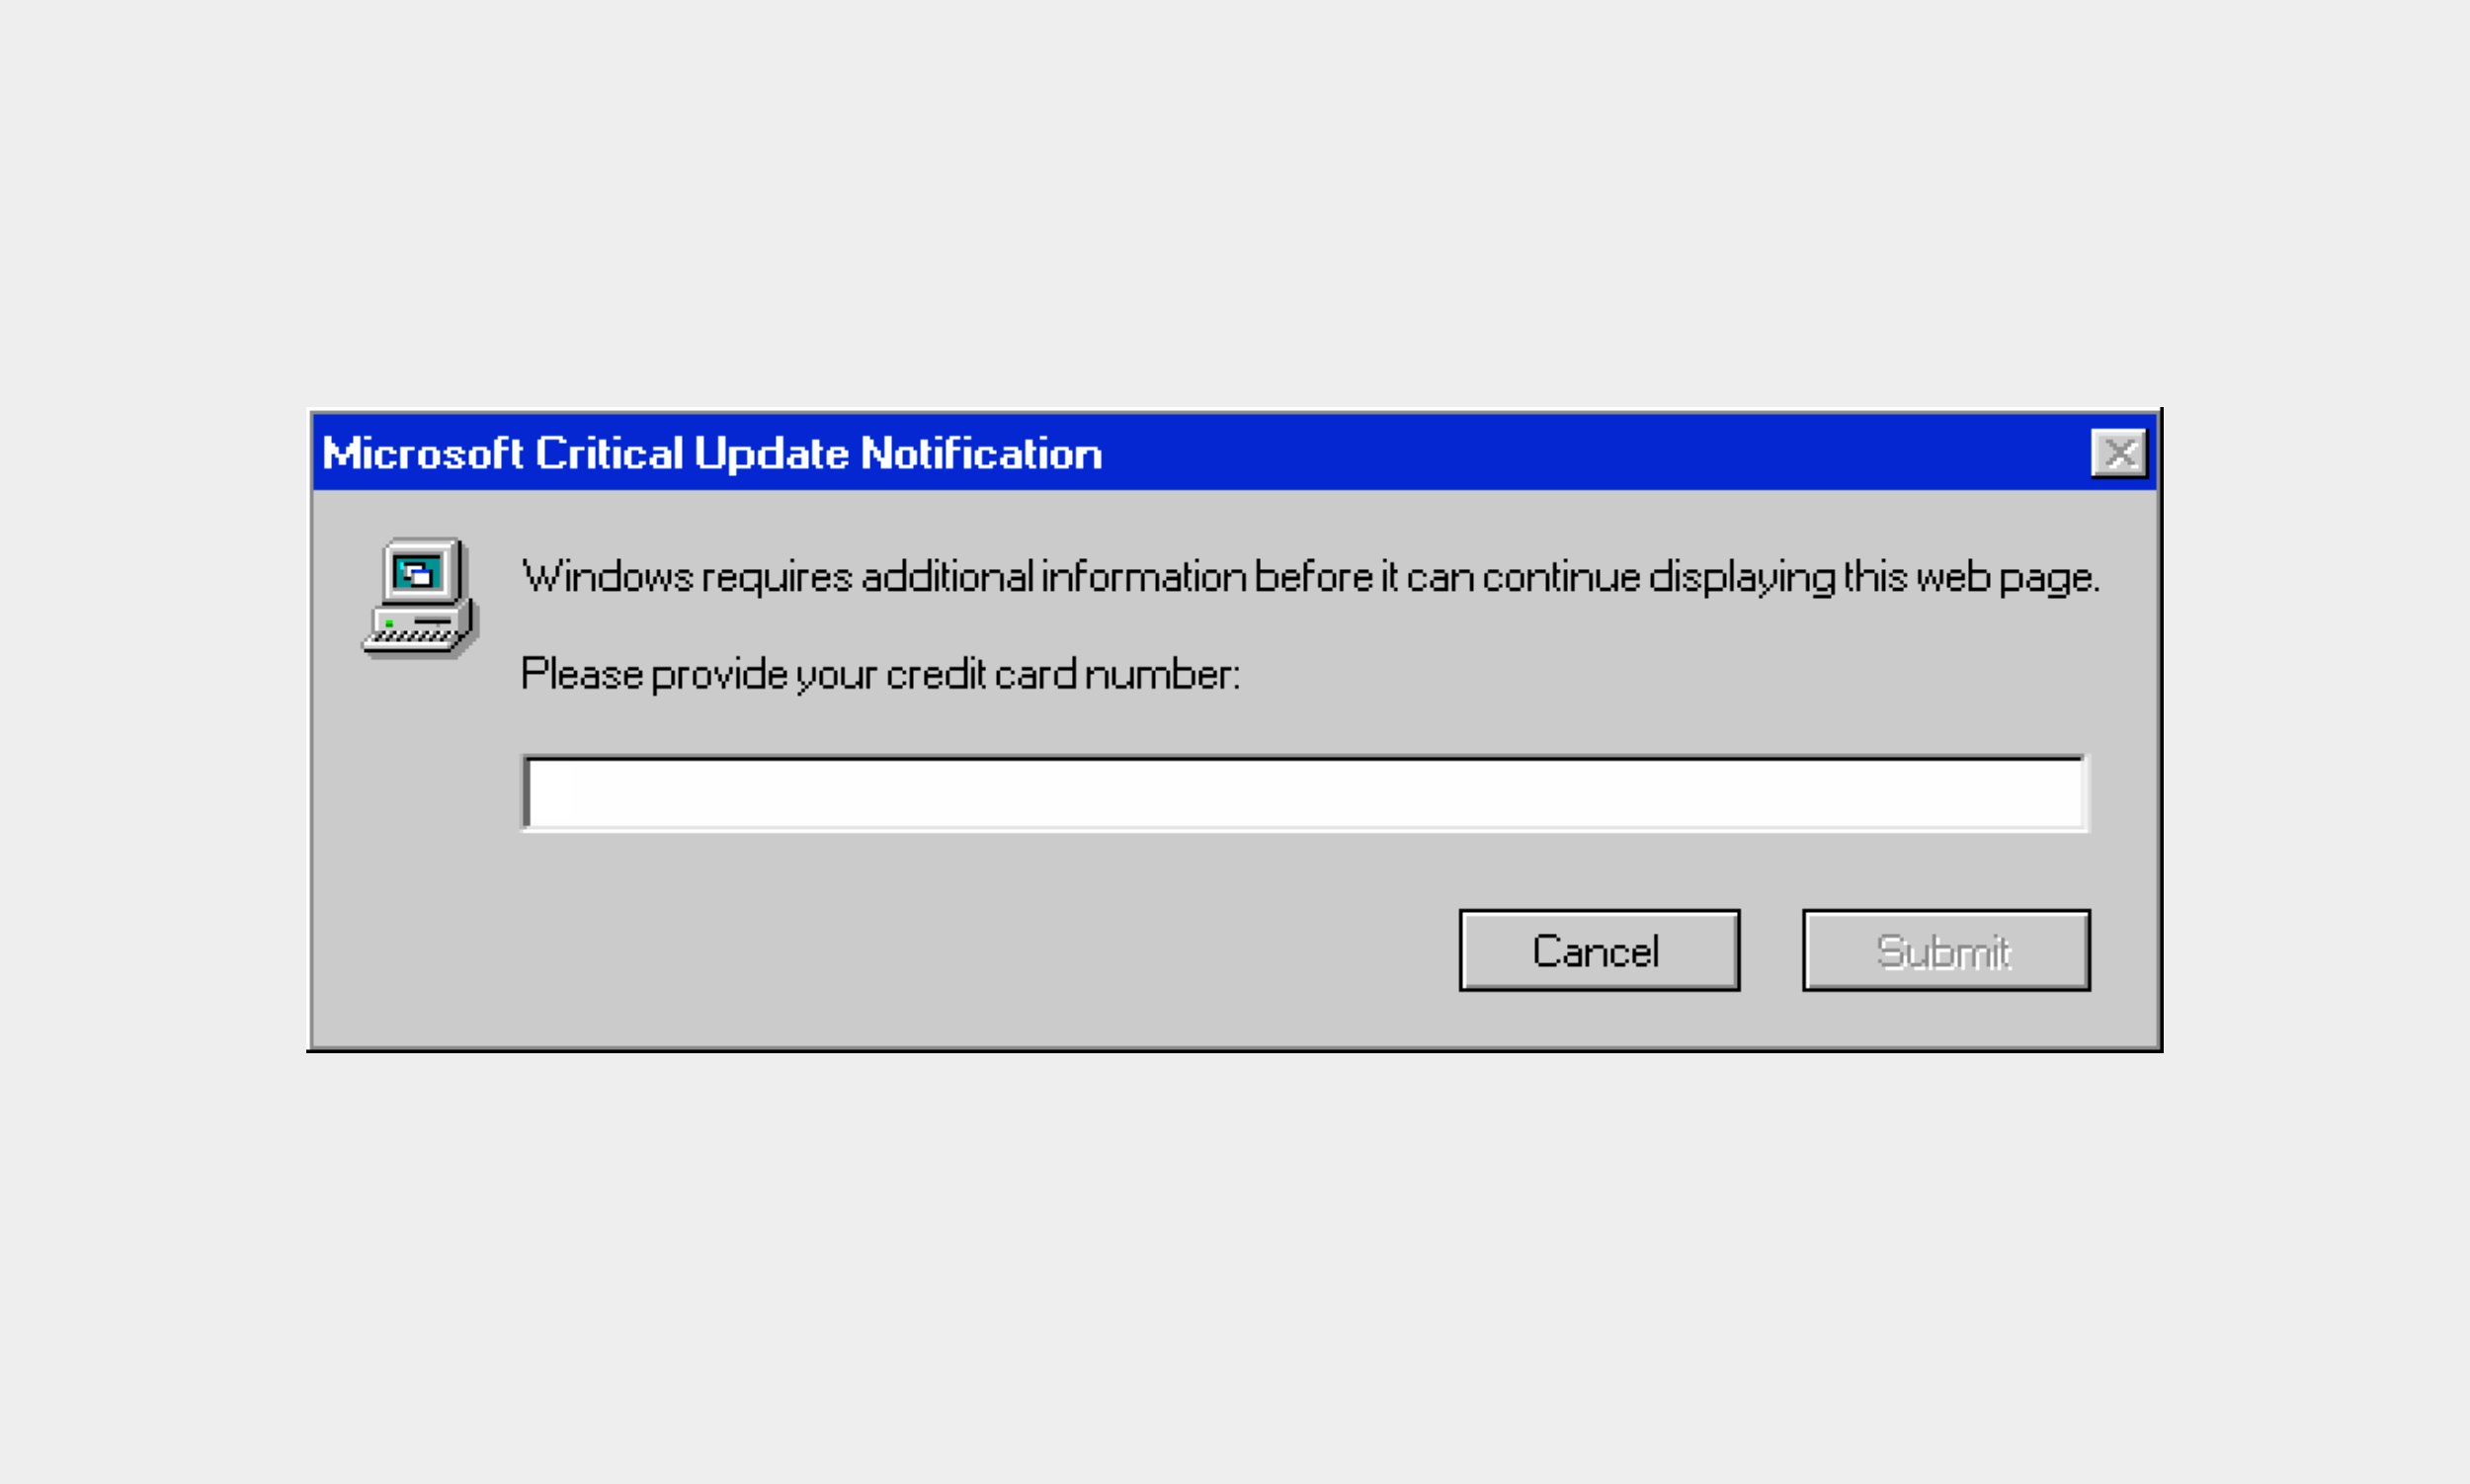 Microsoft Critical Update Notification
Windows requires additional information before it can continue displaying this web page.
Please provide your credit card number:
Cancel Submit